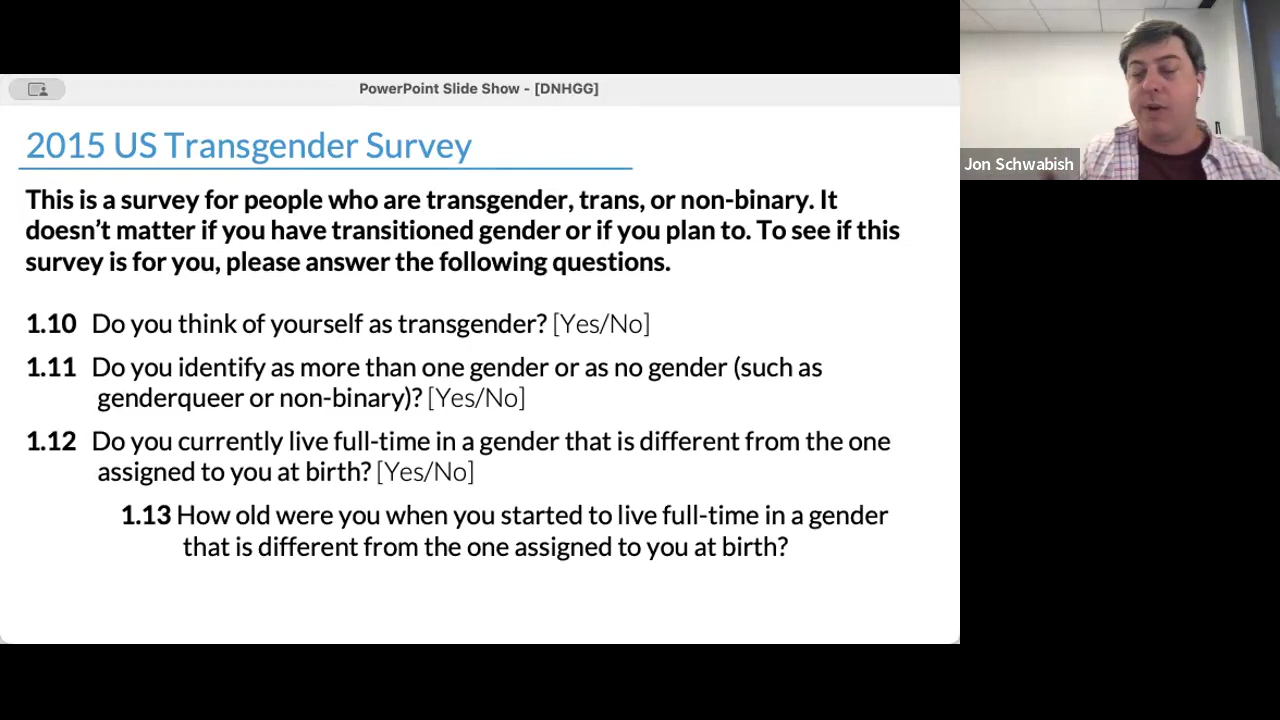 PowerPoint Slide Show - [DNHGG]
Jon Schwabish
2015 US Transgender Survey
This is a survey for people who are transgender, trans, or non-binary. It
doesn’t matter if you have transitioned gender or if you plan to. To see if this
survey is for you, please answer the following questions.
1.10 Do you think of yourself as transgender? [Yes/No]
1.11 Do you identify as more than one gender or as no gender (such as
genderqueer or non-binary)? [Yes/No]
1.12 Do you currently live full-time in a gender that is different from the one
assigned to you at birth? [Yes/No]
1.13 How old were you when you started to live full-time in a gender
that is different from the one assigned to you at birth?